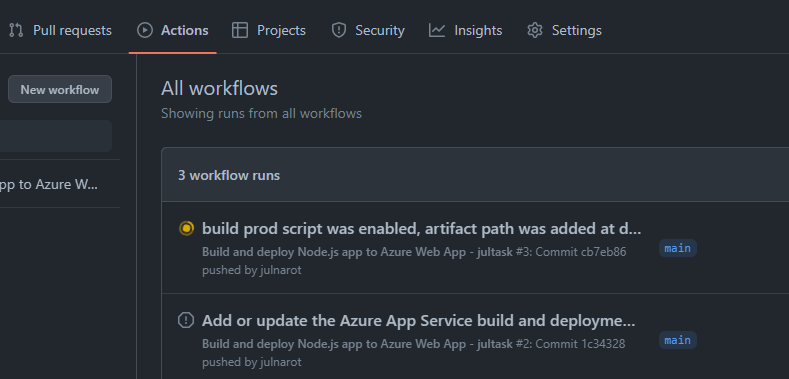 Pull requests Actions Projects Security Insights Settings
New workflow
All workflows
Showing runs from all workflows
pp to Azure W...
3 workflow runs
build prod script was enabled, artifact path was added at d...
Build and deploy Node.js app to Azure Web App - jultask #3: Commit cb7eb86
main
pushed by julnarot
Add or update the Azure App Service build and deployme...
Build and deploy Node.js app to Azure Web App - jultask #2: Commit 1c34328
main
pushed by julnarot